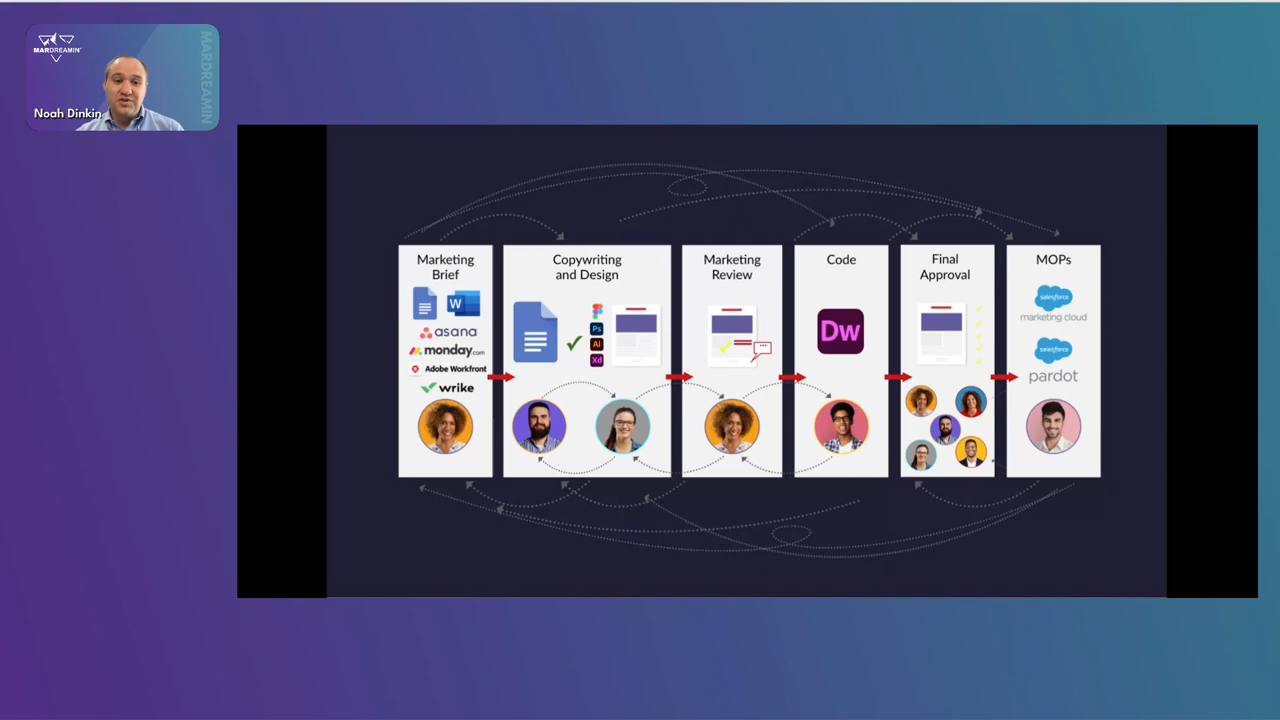 MARDREAMIN'
MARDREAMIN
Noah Dinkin
Marketing
Brief
W
asana
monday.com
Adobe Workfront
wrike
Copywriting
and Design
Ps
Ai
Xd
Marketing
Review
Code
Dw
Final
Approval
MOPs
salesforce
marketing cloud
salesforce
pardot